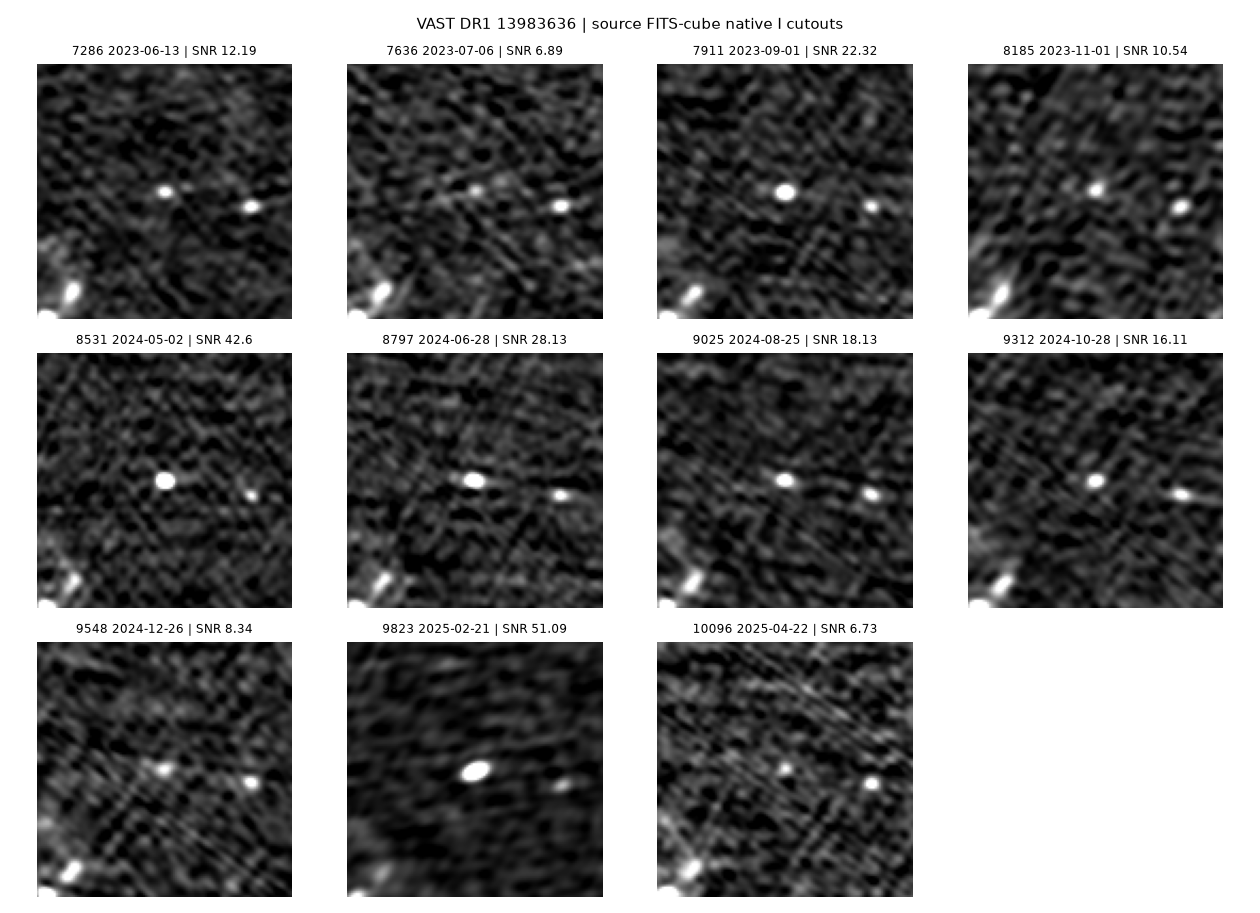 VAST DR1 13983636 | source FITS-cube native I cutouts
7286 2023-06-13 | SNR 12.19
7636 2023-07-06 | SNR 6.89
7911 2023-09-01 | SNR 22.32
8185 2023-11-01 | SNR 10.54
8531 2024-05-02 | SNR 42.6
8797 2024-06-28 | SNR 28.13
9025 2024-08-25 | SNR 18.13
9312 2024-10-28 | SNR 16.11
9548 2024-12-26 | SNR 8.34
9823 2025-02-21 | SNR 51.09
10096 2025-04-22 | SNR 6.73